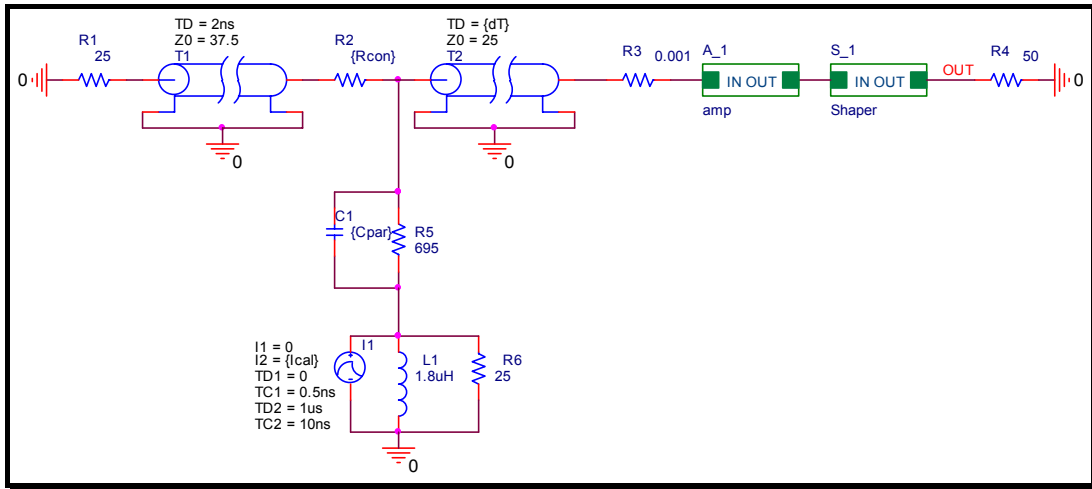 TD = 2ns
Z0 = 37.5
TD = {dT}
Z0 = 25
R1
25
T1
R2
{Rcon}
T2
R3
0.001
A_1
IN OUT
amp
S_1
IN OUT
Shaper
OUT
R4
50
0
0
0
0
C1
{Cpar}
R5
695
I1 = 0
I2 = {Ical}
TD1 = 0
TC1 = 0.5ns
TD2 = 1us
TC2 = 10ns
I1
L1
1.8uH
R6
25
0